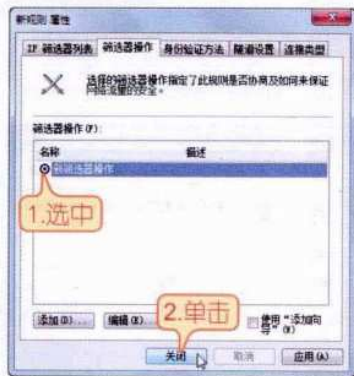 新规则 属性
IP 筛选器列表 筛选器操作 身份验证方法 隧道设置 连接类型
选择的筛选器操作指定了此规则是否协商及如何来保证
网络流量的安全。
筛选器操作(F):
名称 描述
新筛选器操作
1.选中
2.单击
添加(D)... 编辑(E)... 使用“添加向
导”(W)
关闭 取消 应用(A)